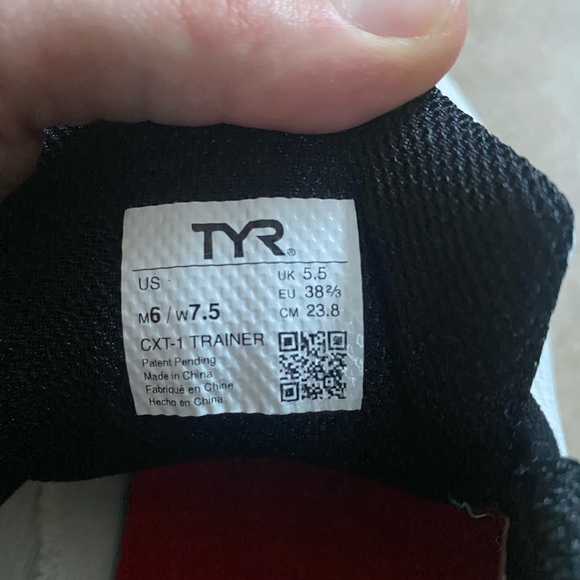 TYR®
US
M6 / W7.5
UK 5.5
EU 38⅔
CM 23.8
CXT-1 TRAINER
Patent Pending
Made in China
Fabriqué en Chine
Hecho en China